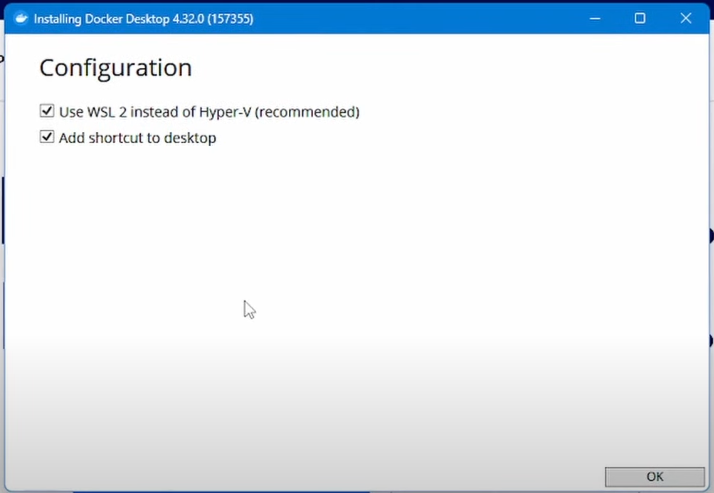 Installing Docker Desktop 4.32.0 (157355)
Configuration
Use WSL 2 instead of Hyper-V (recommended)
Add shortcut to desktop
OK